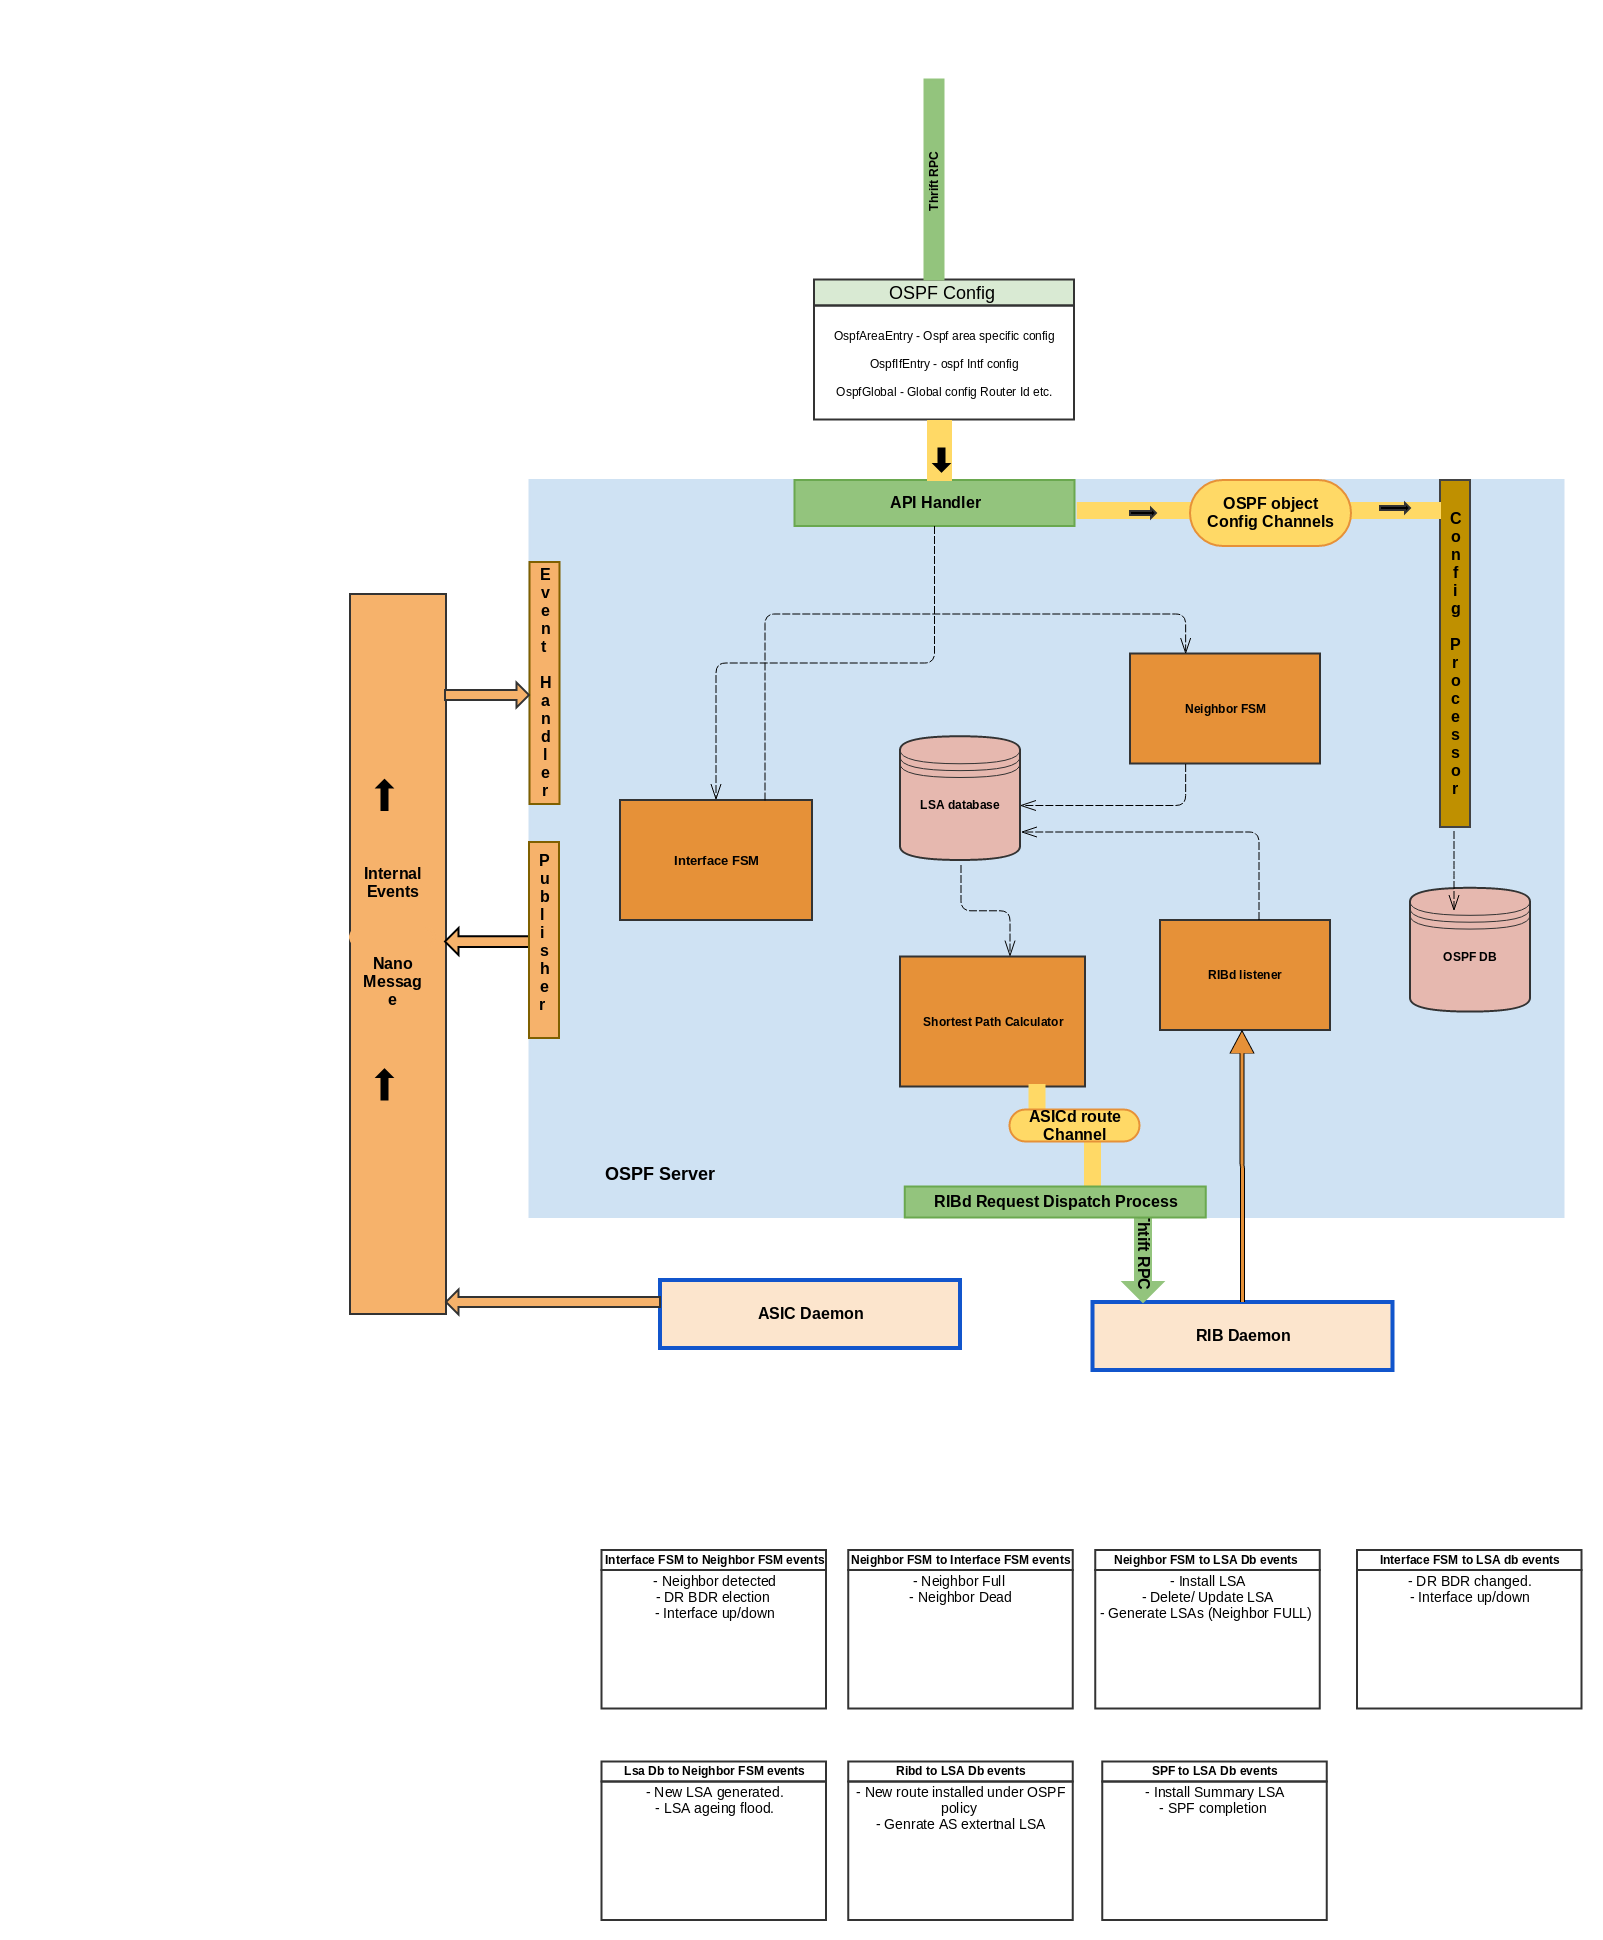 Thrift RPC
OSPF Config
OspfAreaEntry - Ospf area specific config
OspfIfEntry - ospf Intf config
OspfGlobal - Global config Router Id etc.
API Handler
OSPF object
Config Channels
Config Processor
Event Handler
Neighbor FSM
LSA database
Interface FSM
Publisher
Internal
Events
Nano
Messag
e
RIBd listener
OSPF DB
Shortest Path Calculator
ASICd route
Channel
OSPF Server
RIBd Request Dispatch Process
Thtift RPC
ASIC Daemon
RIB Daemon
Interface FSM to Neighbor FSM events
- Neighbor detected
- DR BDR election
- Interface up/down
Neighbor FSM to Interface FSM events
- Neighbor Full
- Neighbor Dead
Neighbor FSM to LSA Db events
- Install LSA
- Delete/ Update LSA
- Generate LSAs (Neighbor FULL)
Interface FSM to LSA db events
- DR BDR changed.
- Interface up/down
Lsa Db to Neighbor FSM events
- New LSA generated.
- LSA ageing flood.
Ribd to LSA Db events
- New route installed under OSPF
policy
- Genrate AS extertnal LSA
SPF to LSA Db events
- Install Summary LSA
- SPF completion